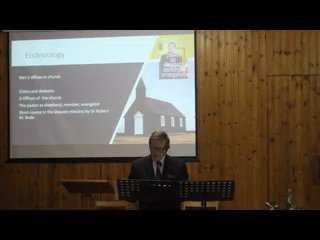 Ecclesiology
Part 2 offices in church:
Elders and deacons
2 offices of the church
The pastor as shepherd, member, evangelist
Short course in the Deacon ministry by Dr Robert
M.